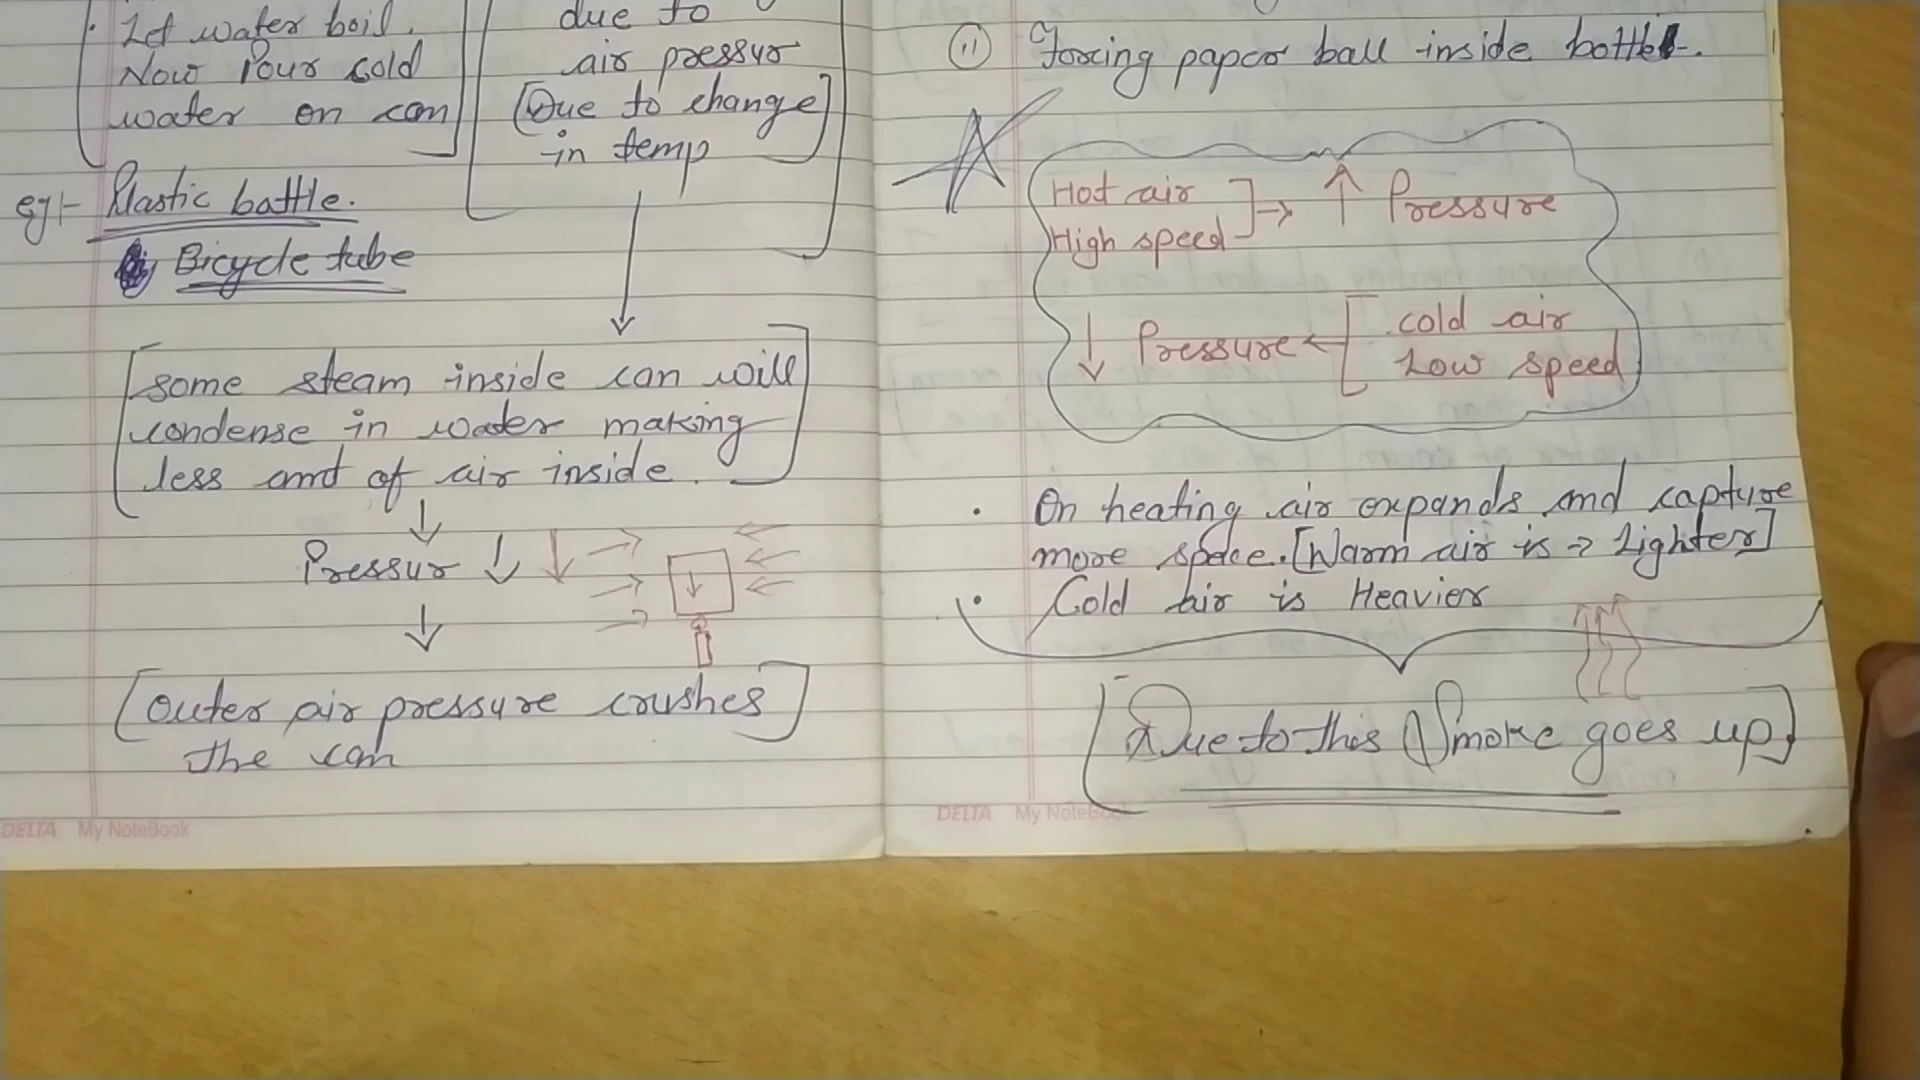 . Let water boil.
Now Pour cold
water on can
eg:- Plastic bottle.
Bicycle tube
due to
air pressur
[Due to change]
in temp
[some steam inside can will
condense in water making
less amt of air inside.]
↓
Pressur ↓ ↓
↓
[Outer air pressure crushes]
the can
DELTA My NoteBook
(11) Forcing paper ball inside bottle.
Hot air
High speed] → ↑ Pressure
↓ Pressure ← [cold air
Low speed
. On heating air expands and capture
more space. [Warm air is → Lighter]
. Cold air is Heavier
[Due to this Smoke goes up]
DELTA My NoteBook